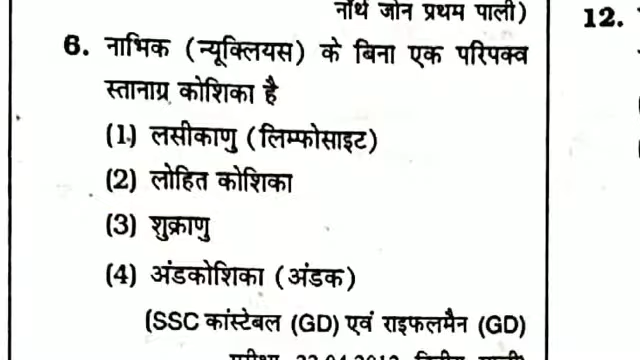 नॉर्थ जोन प्रथम पाली)
6. नाभिक (न्यूक्लियस) के बिना एक परिपक्व
स्तानाग्र कोशिका है
(1) लसीकाणु (लिम्फोसाइट)
(2) लोहित कोशिका
(3) शुक्राणु
(4) अंडकोशिका (अंडक)
(SSC कांस्टेबल (GD) एवं राइफलमैन (GD)
12.